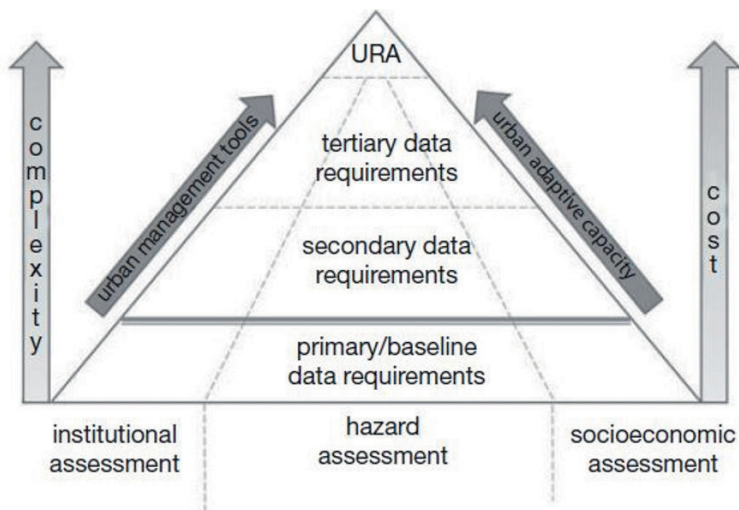 URA
complexity
urban management tools
urban adaptive capacity
cost
tertiary data
requirements
secondary data
requirements
primary/baseline
data requirements
institutional
assessment
hazard
assessment
socioeconomic
assessment